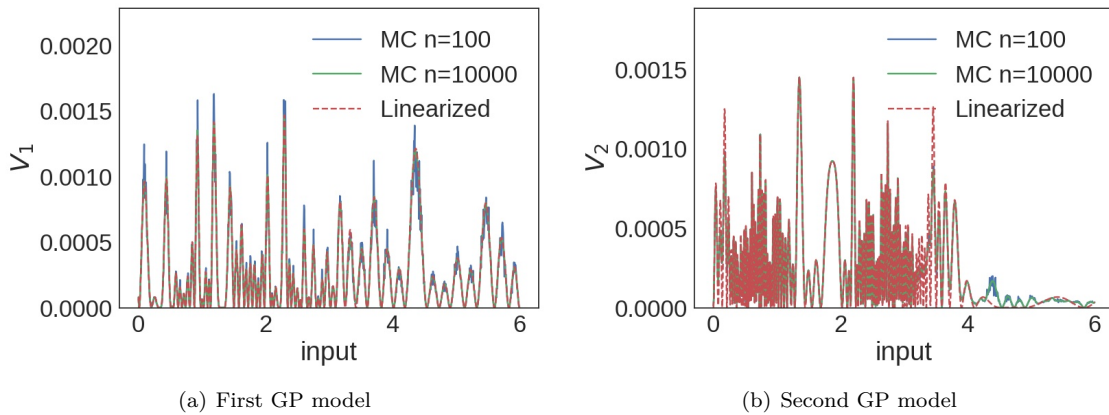 MC n=100
MC n=10000
Linearized
0.0020
0.0015
0.0010
0.0005
0.0000
V1
0 2 4 6
input
(a) First GP model
MC n=100
MC n=10000
Linearized
0.0015
0.0010
0.0005
0.0000
V2
0 2 4 6
input
(b) Second GP model